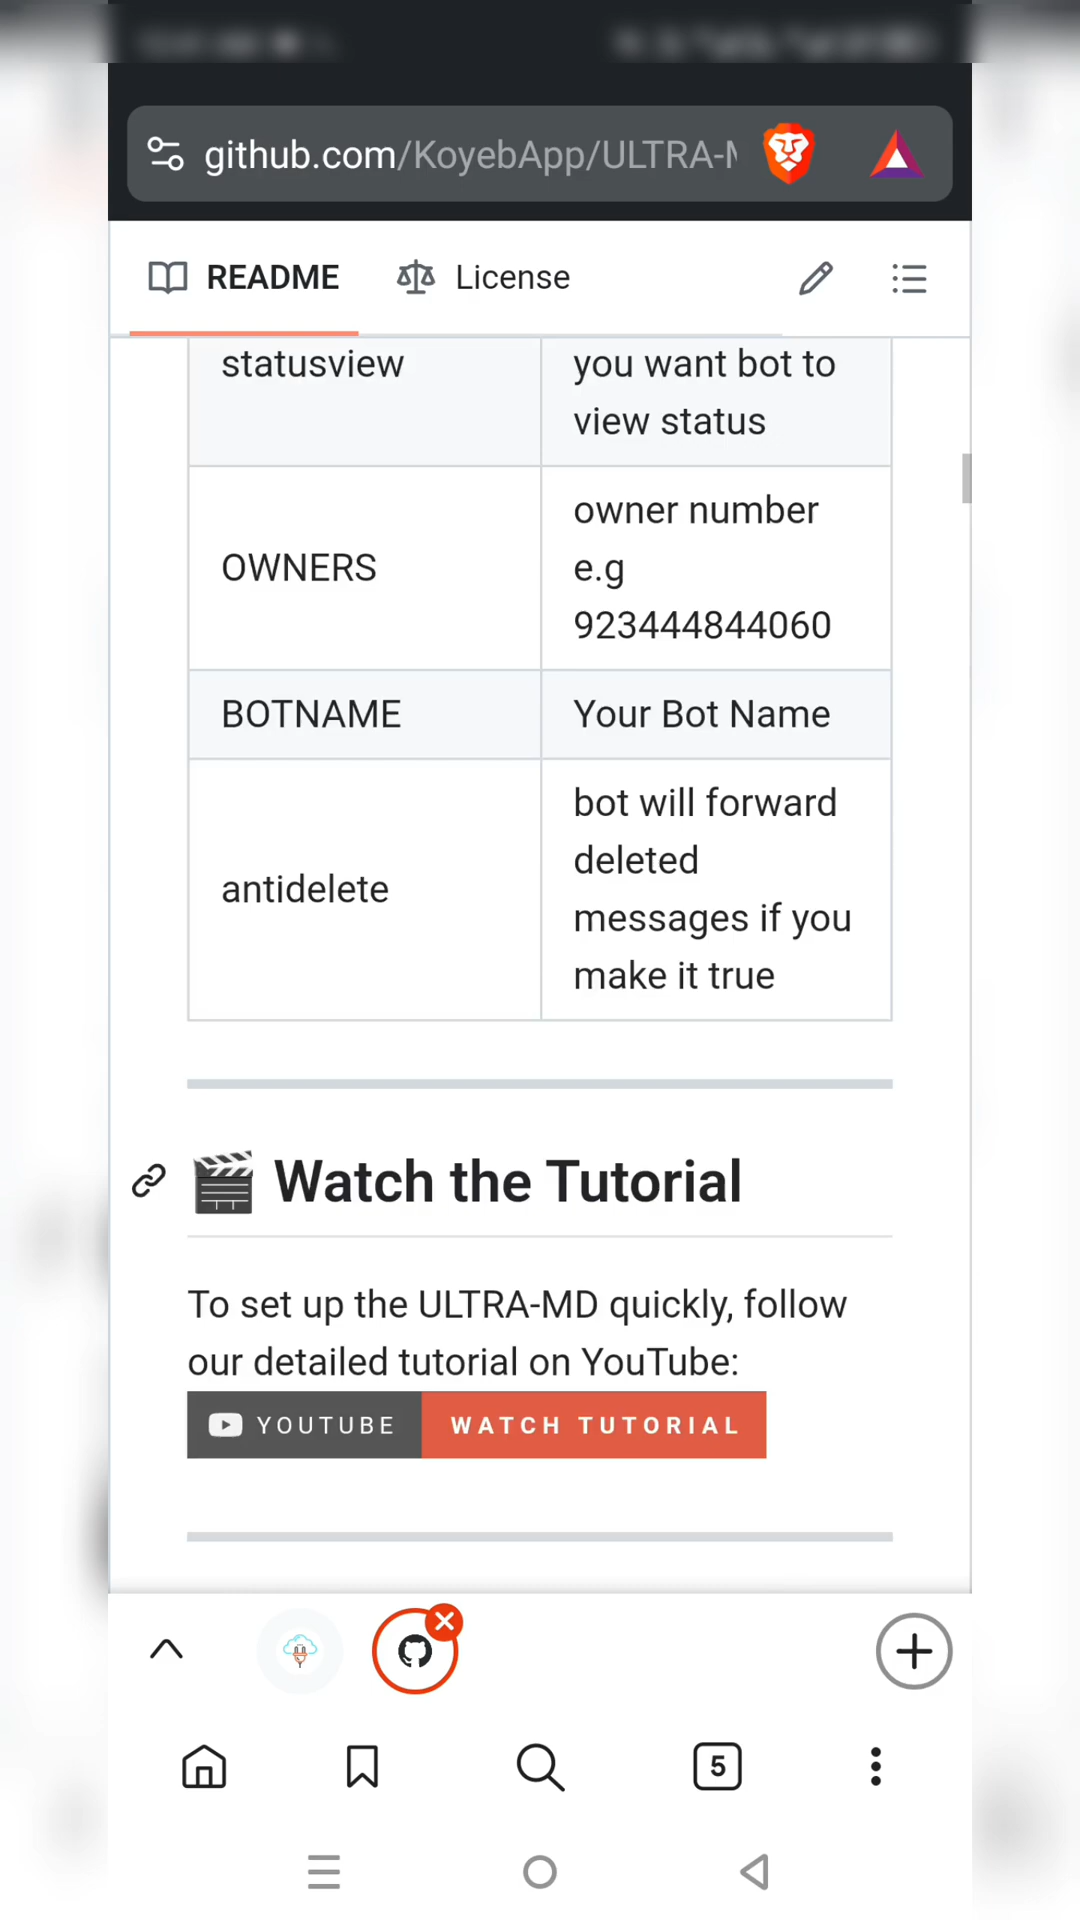 github.com/KoyebApp/ULTRA-M
README
License
statusview
you want bot to
view status
OWNERS
owner number
e.g
923444844060
BOTNAME
Your Bot Name
antidelete
bot will forward
deleted
messages if you
make it true
🎬 Watch the Tutorial
To set up the ULTRA-MD quickly, follow
our detailed tutorial on YouTube:
YOUTUBE WATCH TUTORIAL
5